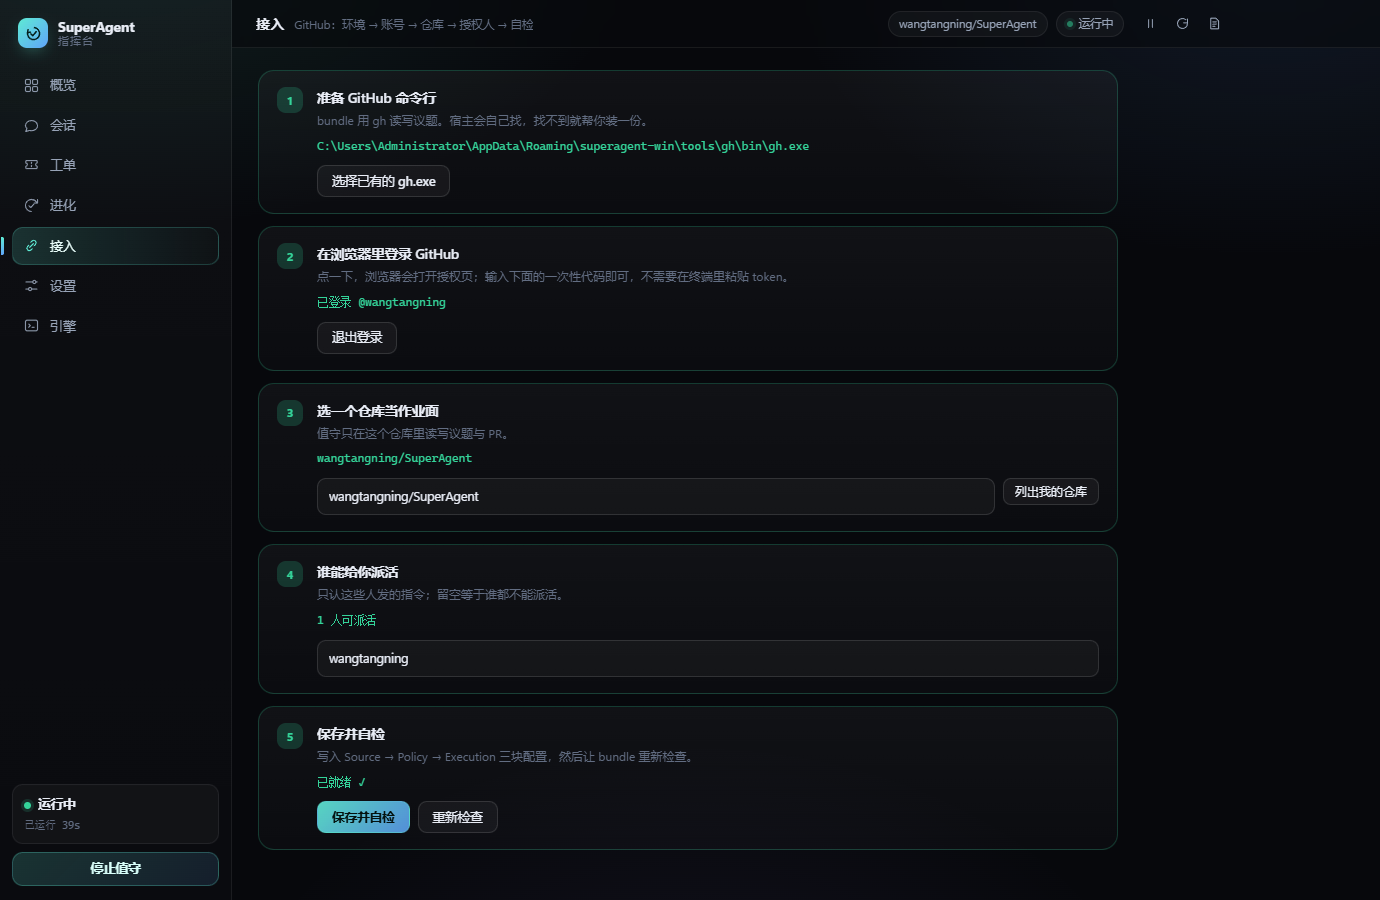 SuperAgent
指挥台
概览
会话
工单
进化
接入
设置
引擎
运行中
已运行 39s
停止值守
接入 GitHub：环境 → 账号 → 仓库 → 授权人 → 自检
wangtangning/SuperAgent
运行中
1
准备 GitHub 命令行
bundle 用 gh 读写议题。宿主会自己找，找不到就帮你装一份。
C:\Users\Administrator\AppData\Roaming\superagent-win\tools\gh\bin\gh.exe
选择已有的 gh.exe
2
在浏览器里登录 GitHub
点一下，浏览器会打开授权页；输入下面的一次性代码即可，不需要在终端里粘贴 token。
已登录 @wangtangning
退出登录
3
选一个仓库当作业面
值守只在这个仓库里读写议题与 PR。
wangtangning/SuperAgent
wangtangning/SuperAgent
列出我的仓库
4
谁能给你派活
只认这些人发的指令；留空等于谁都不能派活。
1 人可派活
wangtangning
5
保存并自检
写入 Source → Policy → Execution 三块配置，然后让 bundle 重新检查。
已就绪 ✓
保存并自检
重新检查